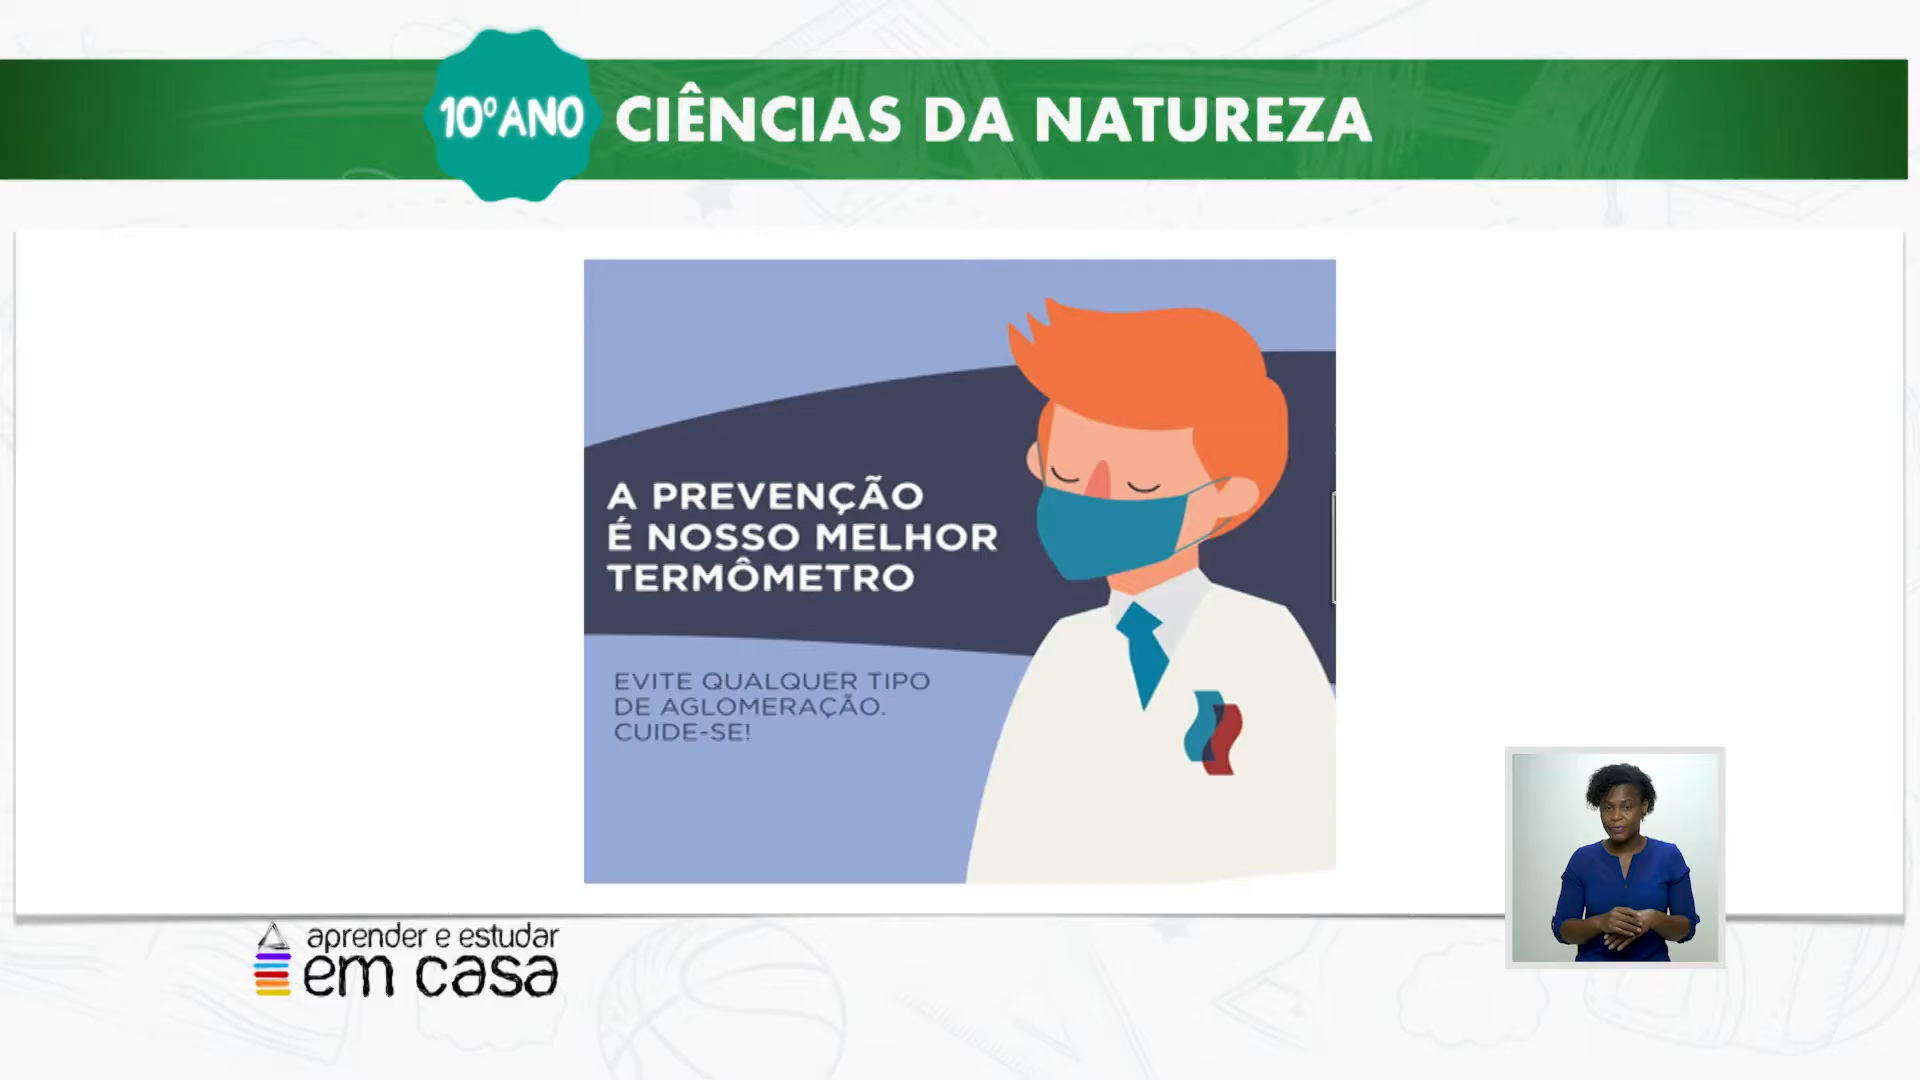 10º ANO
CIÊNCIAS DA NATUREZA
A PREVENÇÃO
É NOSSO MELHOR
TERMÔMETRO
EVITE QUALQUER TIPO
DE AGLOMERAÇÃO.
CUIDE-SE!
aprender e estudar
em casa